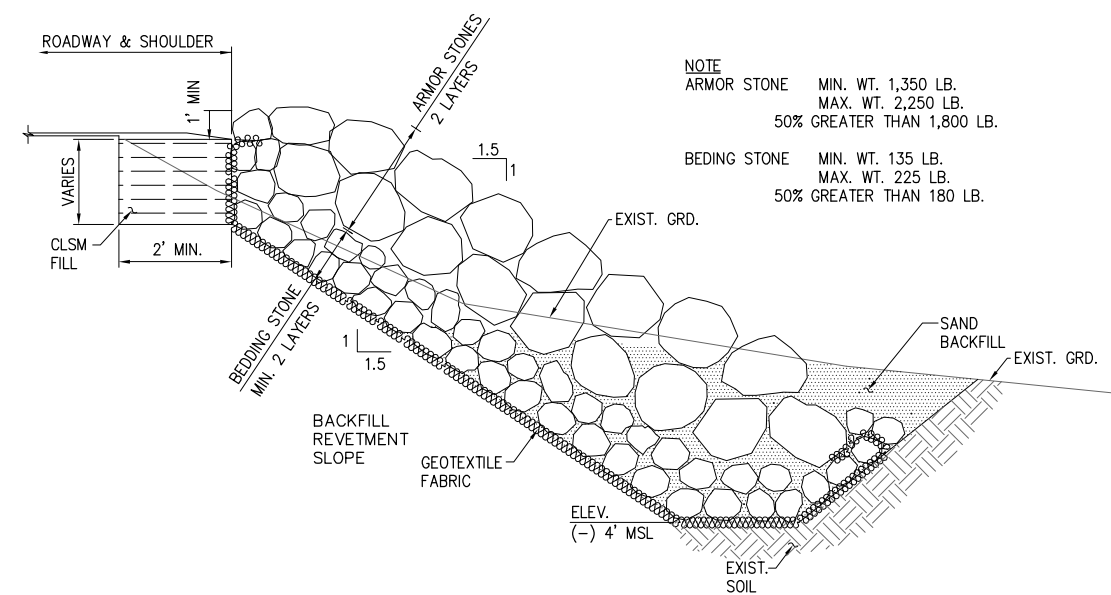 ROADWAY & SHOULDER
1' MIN
VARIES
CLSM
FILL
2' MIN.
ARMOR STONES
2 LAYERS
1.5
1
NOTE
ARMOR STONE MIN. WT. 1,350 LB.
MAX. WT. 2,250 LB.
50% GREATER THAN 1,800 LB.
BEDING STONE MIN. WT. 135 LB.
MAX. WT. 225 LB.
50% GREATER THAN 180 LB.
EXIST. GRD.
BEDDING STONE
MIN. 2 LAYERS
1
1.5
SAND
BACKFILL
EXIST. GRD.
BACKFILL
REVETMENT
SLOPE
GEOTEXTILE
FABRIC
ELEV.
(-) 4' MSL
EXIST.
SOIL